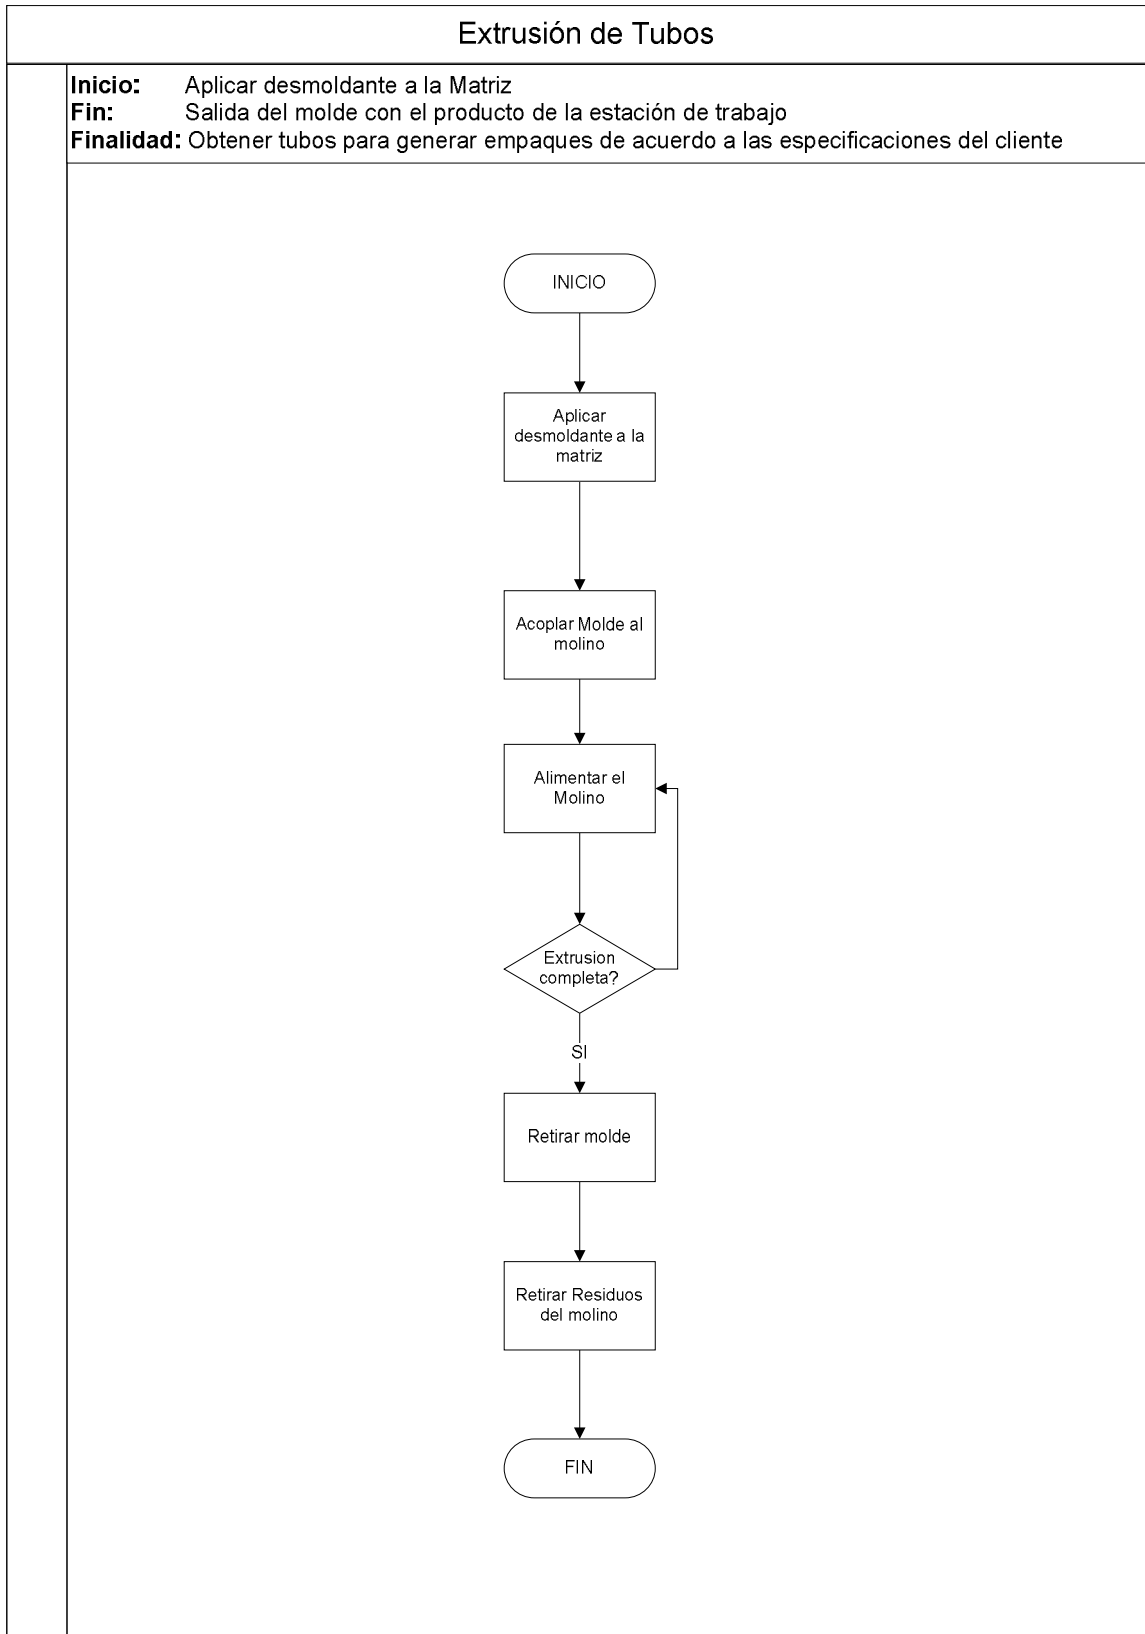 Extrusión de Tubos
Inicio: Aplicar desmoldante a la Matriz
Fin: Salida del molde con el producto de la estación de trabajo
Finalidad: Obtener tubos para generar empaques de acuerdo a las especificaciones del cliente
INICIO
Aplicar
desmoldante a la
matriz
Acoplar Molde al
molino
Alimentar el
Molino
Extrusion
completa?
SI
Retirar molde
Retirar Residuos
del molino
FIN